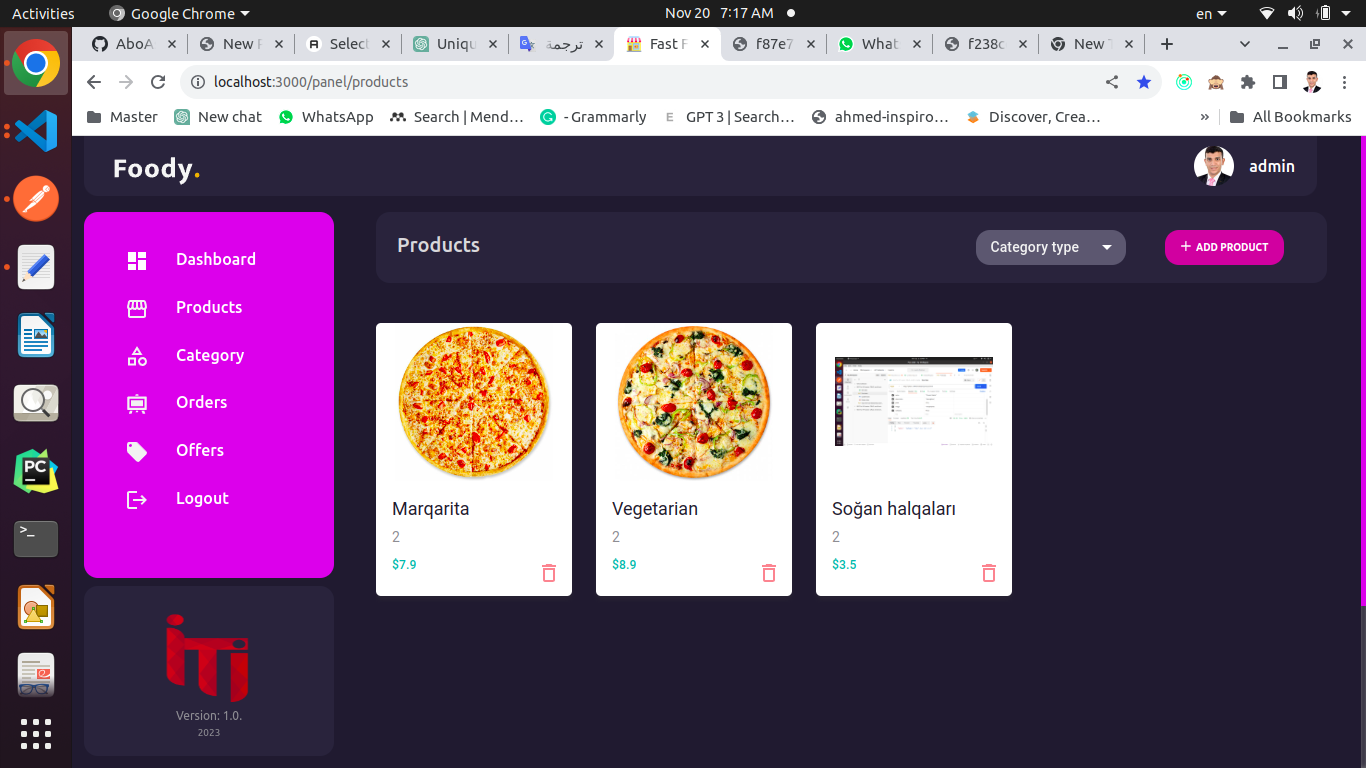 Activities Google Chrome Nov 20 7:17 AM en
AboA New Selec Uniqu ترجمة Fast F f87e7 What f238c New
localhost:3000/panel/products
Master New chat WhatsApp Search | Mend… - Grammarly GPT 3 | Search… ahmed-inspiro… Discover, Crea… » All Bookmarks
Foody. admin
Products Category type + ADD PRODUCT
Dashboard
Products
Category
Orders
Offers
Logout
Marqarita
2
$7.9
Vegetarian
2
$8.9
Soğan halqaları
2
$3.5
iTi
Version: 1.0.
2023